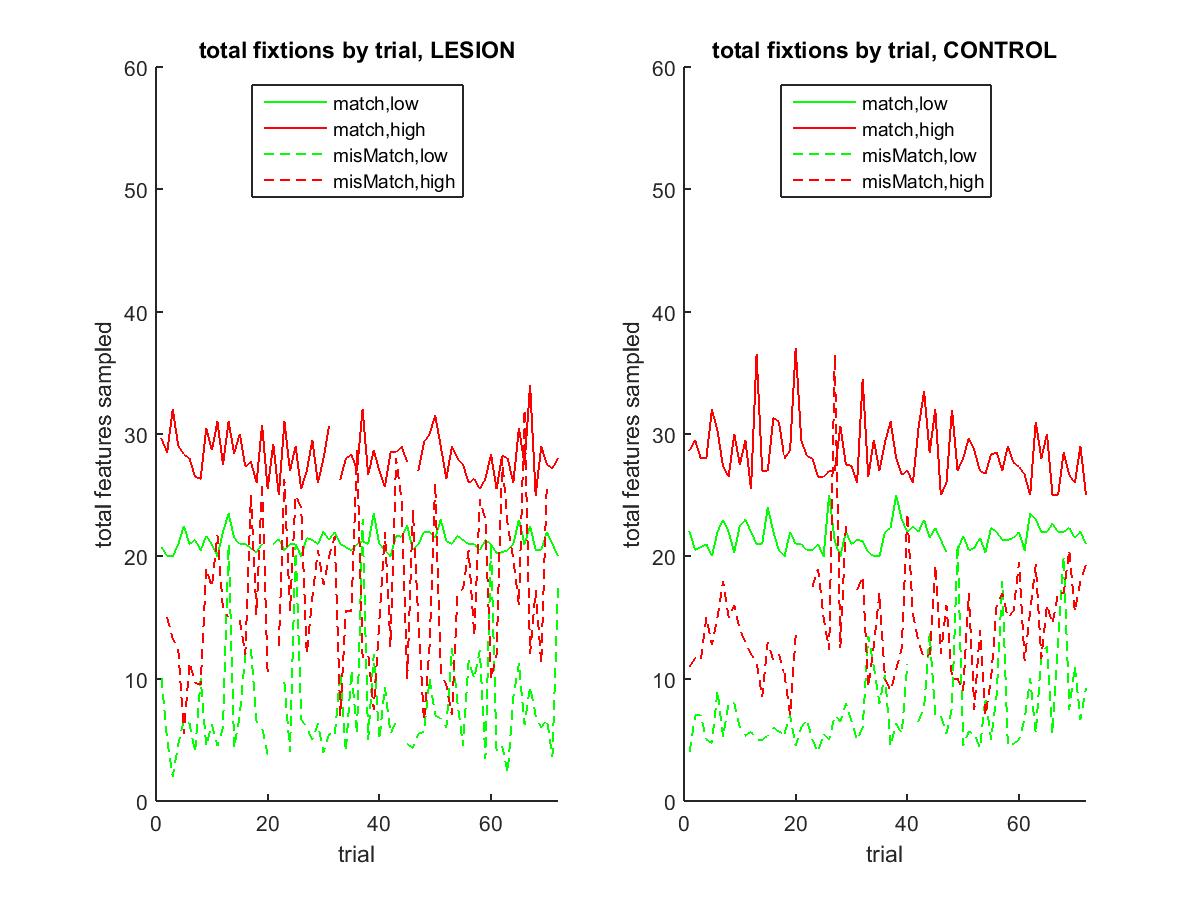 total fixtions by trial, LESION
60
50
40
30
20
10
0
total features sampled
match,low
match,high
misMatch,low
misMatch,high
0 20 40 60
trial
total fixtions by trial, CONTROL
60
50
40
30
20
10
0
total features sampled
match,low
match,high
misMatch,low
misMatch,high
0 20 40 60
trial